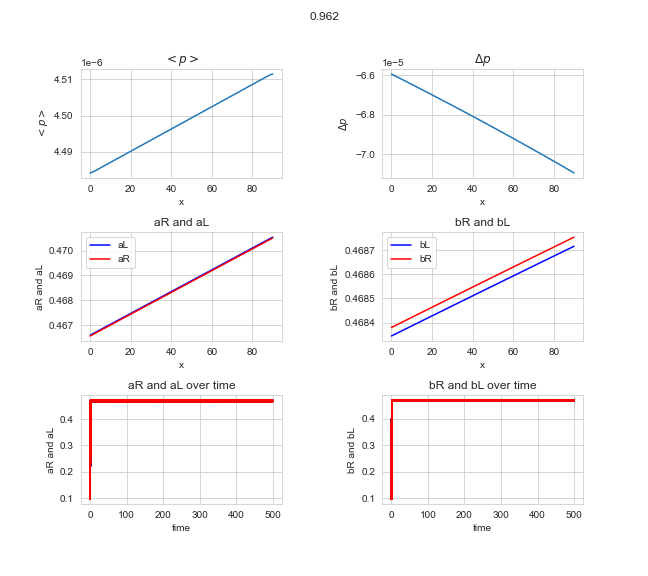 0.962
< p >
1e−6
4.51
4.50
4.49
< p >
0 20 40 60 80
x
Δp
1e−5
−6.6
−6.8
−7.0
Δp
0 20 40 60 80
x
aR and aL
aL
aR
0.470
0.469
0.468
0.467
aR and aL
0 20 40 60 80
x
bR and bL
bL
bR
0.4687
0.4686
0.4685
0.4684
bR and bL
0 20 40 60 80
x
aR and aL over time
0.4
0.3
0.2
0.1
aR and aL
0 100 200 300 400 500
time
bR and bL over time
0.4
0.3
0.2
0.1
bR and bL
0 100 200 300 400 500
time